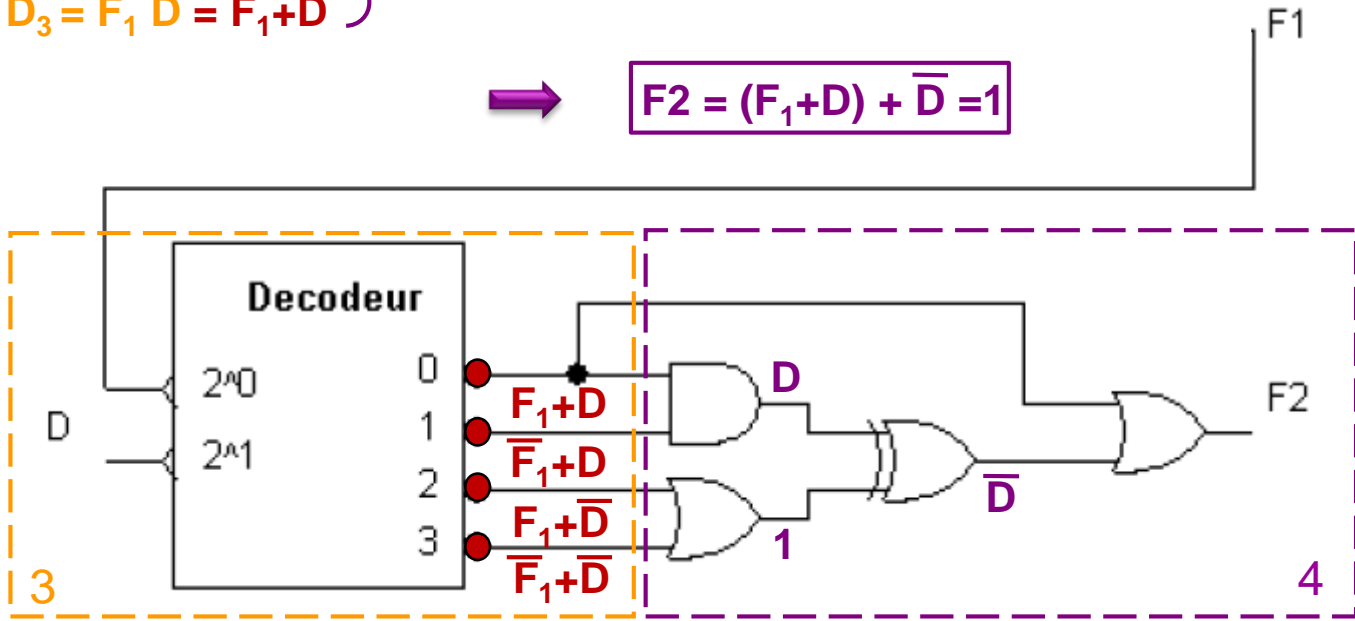 D₃ = F₁ D = F₁+D
F1
F2 = (F₁+D) + D̅ =1
Decodeur
0
2^0
F₁+D
D
F2
D
1
2^1
F̅₁+D
2
F₁+D̅
D̅
3
F̅₁+D̅
1
3
4